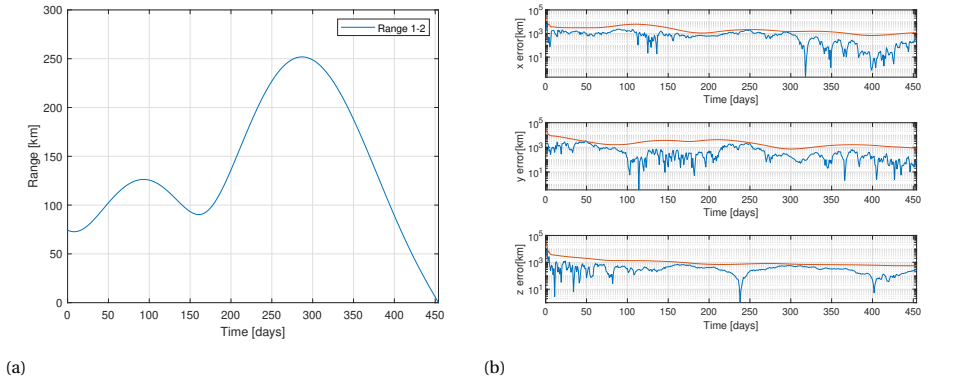 300
250
200
150
100
50
0
Range [km]
Range 1-2
0 50 100 150 200 250 300 350 400 450
Time [days]
(a)
10^5
10^3
10^1
x error[km]
0 50 100 150 200 250 300 350 400 450
Time [days]
10^5
10^3
10^1
y error[km]
0 50 100 150 200 250 300 350 400 450
Time [days]
10^5
10^3
10^1
z error[km]
0 50 100 150 200 250 300 350 400 450
Time [days]
(b)